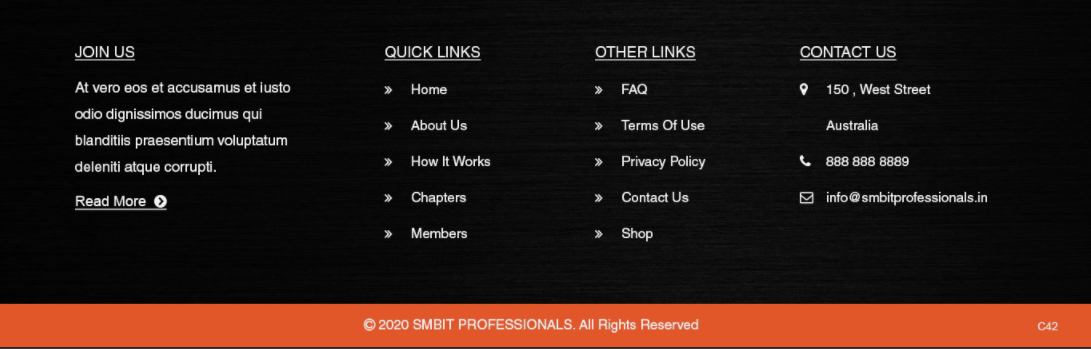 JOIN US
At vero eos et accusamus et iusto
odio dignissimos ducimus qui
blanditiis praesentium voluptatum
deleniti atque corrupti.
Read More
QUICK LINKS
Home
About Us
How It Works
Chapters
Members
OTHER LINKS
FAQ
Terms Of Use
Privacy Policy
Contact Us
Shop
CONTACT US
150 , West Street
Australia
888 888 8889
info@smbitprofessionals.in
© 2020 SMBIT PROFESSIONALS. All Rights Reserved
C42